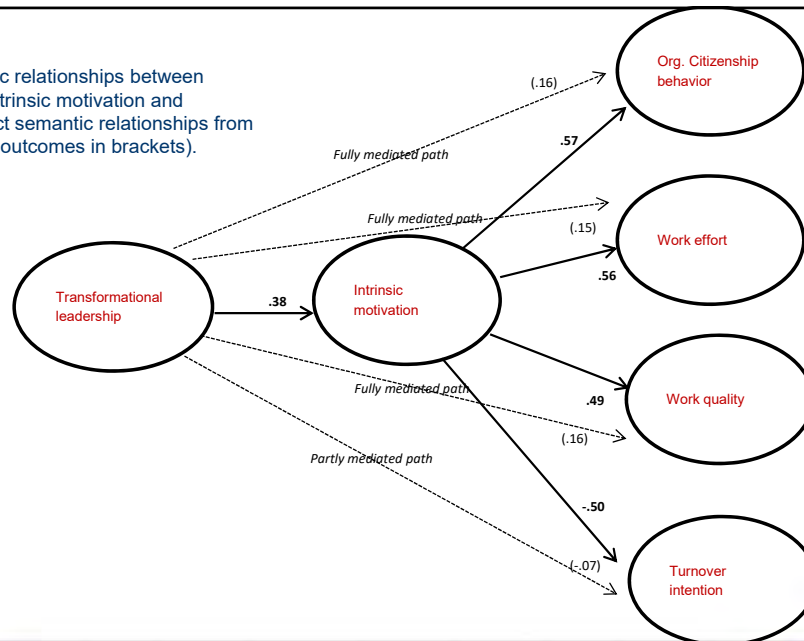 c relationships between
trinsic motivation and
ct semantic relationships from
outcomes in brackets).
Org. Citizenship
behavior
(.16)
.57
Fully mediated path
Fully mediated path
(.15)
Work effort
.56
Transformational
leadership
.38
Intrinsic
motivation
Fully mediated path
.49
Work quality
(.16)
Partly mediated path
-.50
(-.07)
Turnover
intention